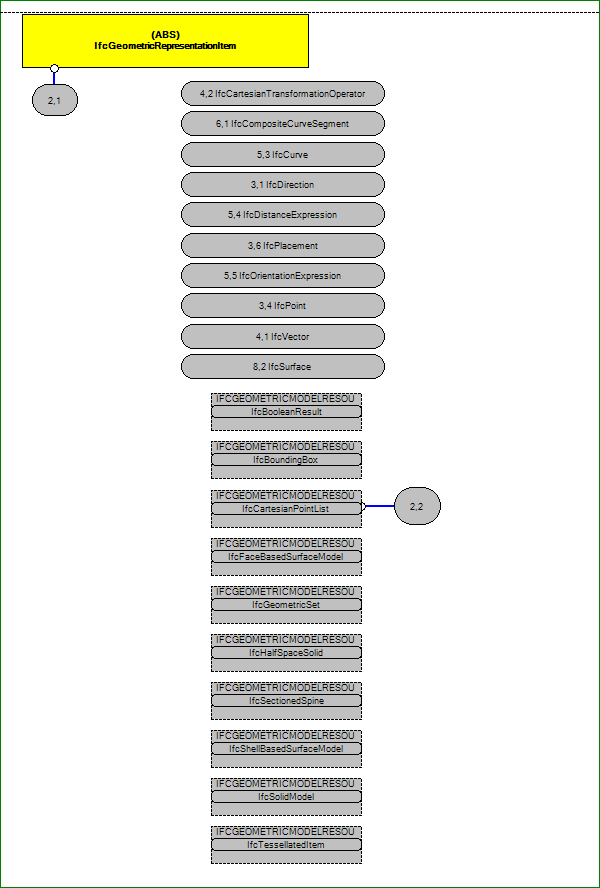 (ABS)
IfcGeometricRepresentationItem
2,1
4,2 IfcCartesianTransformationOperator
6,1 IfcCompositeCurveSegment
5,3 IfcCurve
3,1 IfcDirection
5,4 IfcDistanceExpression
3,6 IfcPlacement
5,5 IfcOrientationExpression
3,4 IfcPoint
4,1 IfcVector
8,2 IfcSurface
IFCGEOMETRICMODELRESOU
IfcBooleanResult
IFCGEOMETRICMODELRESOU
IfcBoundingBox
IFCGEOMETRICMODELRESOU
IfcCartesianPointList
2,2
IFCGEOMETRICMODELRESOU
IfcFaceBasedSurfaceModel
IFCGEOMETRICMODELRESOU
IfcGeometricSet
IFCGEOMETRICMODELRESOU
IfcHalfSpaceSolid
IFCGEOMETRICMODELRESOU
IfcSectionedSpine
IFCGEOMETRICMODELRESOU
IfcShellBasedSurfaceModel
IFCGEOMETRICMODELRESOU
IfcSolidModel
IFCGEOMETRICMODELRESOU
IfcTessellatedItem